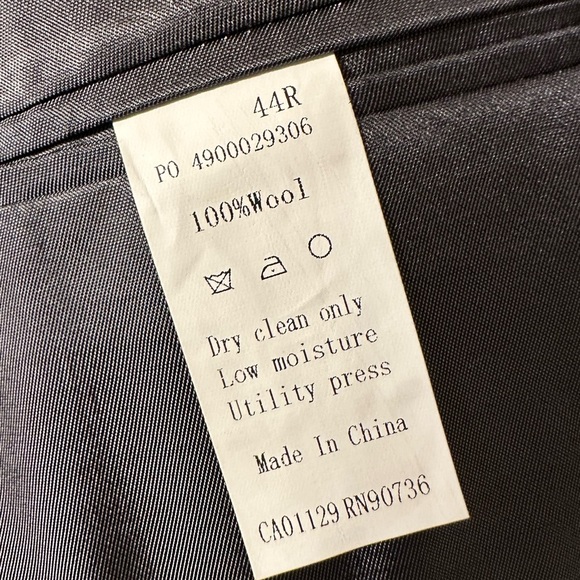 44R
PO 4900029306
100%Wool
Dry clean only
Low moisture
Utility press
Made In China
CA01129 RN90736